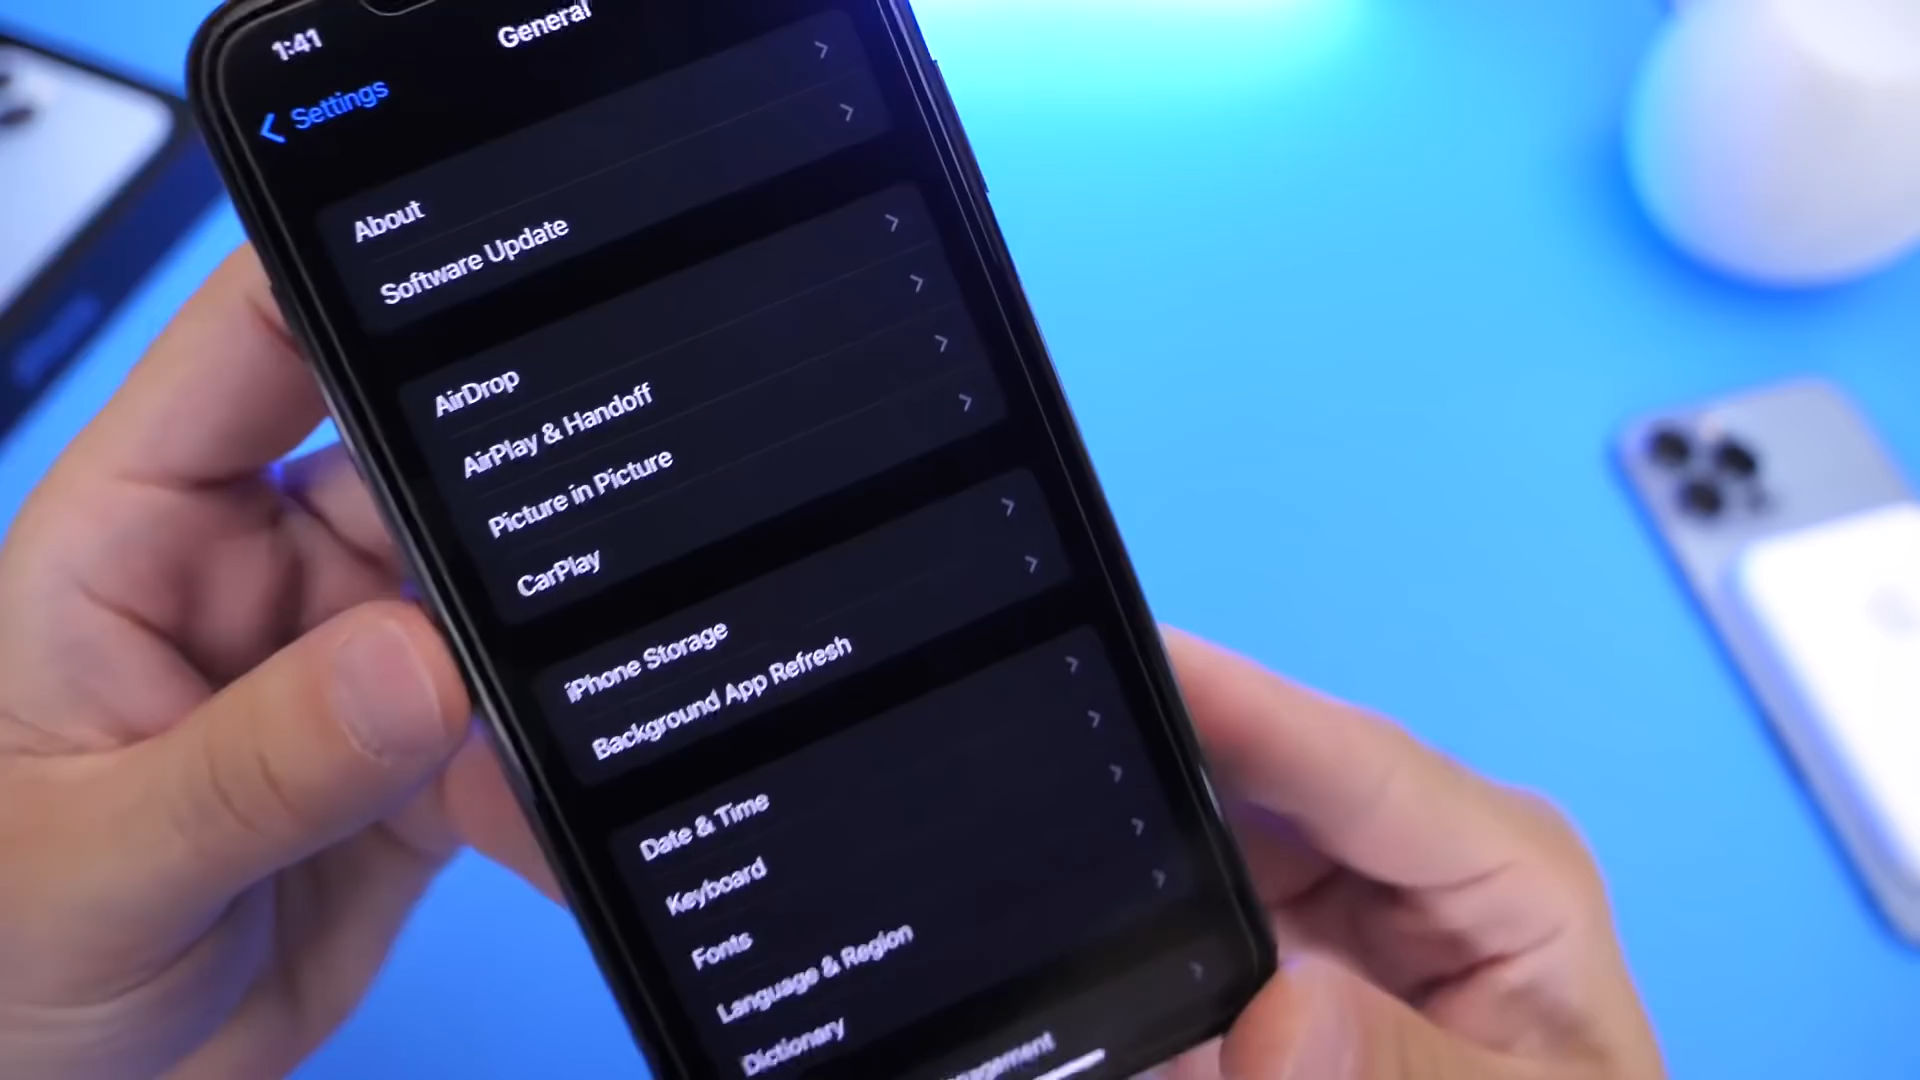 1:41
General
Settings
About
Software Update
AirDrop
AirPlay & Handoff
Picture in Picture
CarPlay
iPhone Storage
Background App Refresh
Date & Time
Keyboard
Fonts
Language & Region
Dictionary